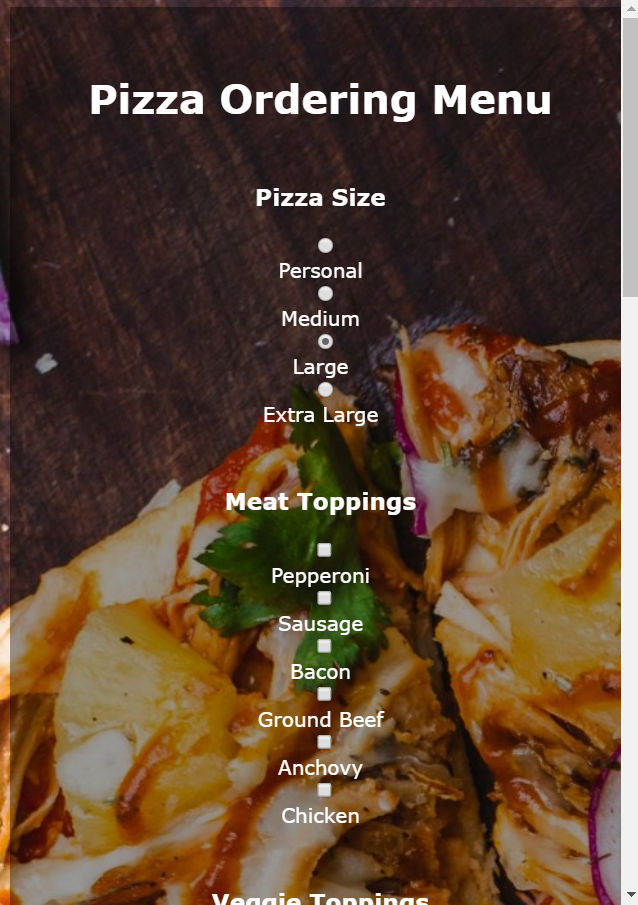 Pizza Ordering Menu
Pizza Size
Personal
Medium
Large
Extra Large
Meat Toppings
Pepperoni
Sausage
Bacon
Ground Beef
Anchovy
Chicken
Veggie Toppings